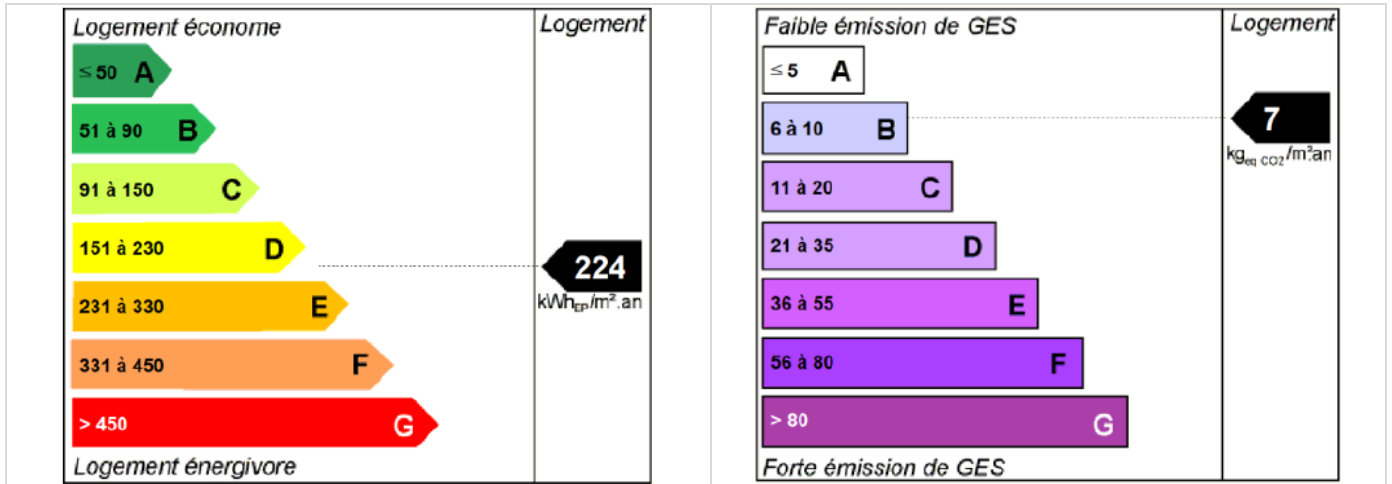 Logement économe
Logement
≤ 50 A
51 à 90 B
91 à 150 C
151 à 230 D
224
kWhEP/m².an
231 à 330 E
331 à 450 F
> 450 G
Logement énergivore
Faible émission de GES
Logement
≤ 5 A
6 à 10 B
7
kgeq CO2/m².an
11 à 20 C
21 à 35 D
36 à 55 E
56 à 80 F
> 80 G
Forte émission de GES